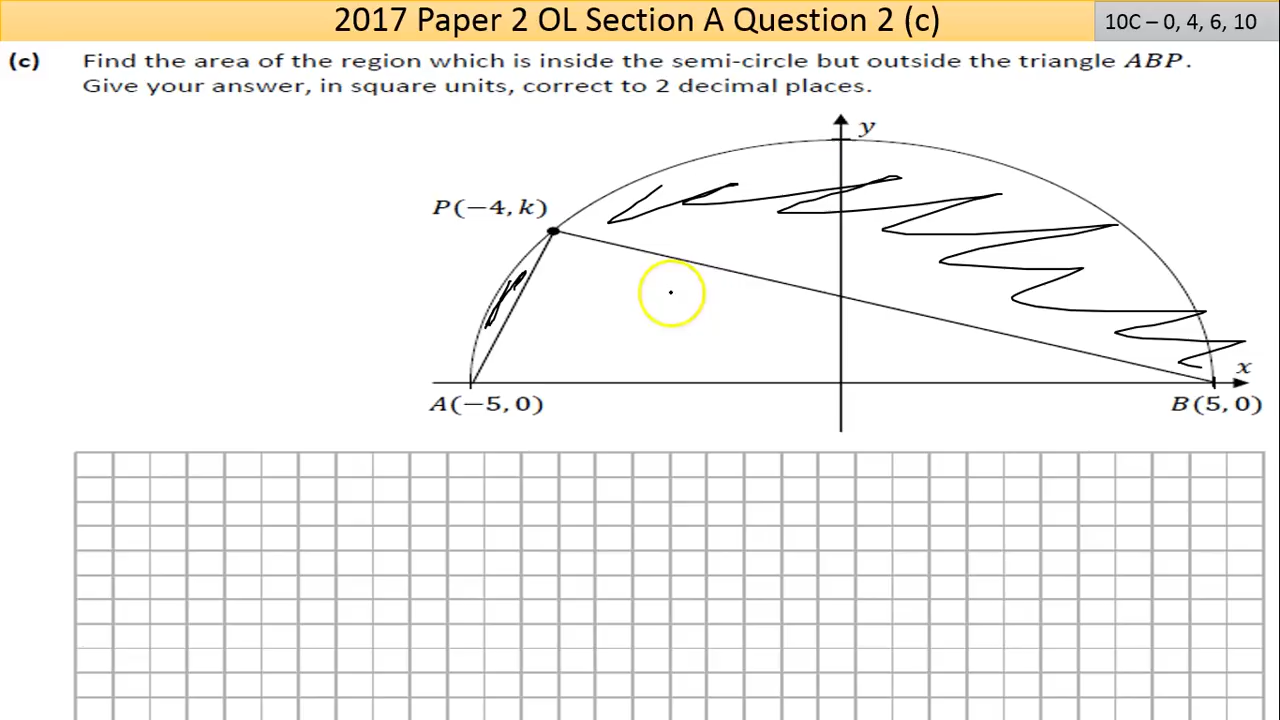 2017 Paper 2 OL Section A Question 2 (c)
10C – 0, 4, 6, 10
(c) Find the area of the region which is inside the semi-circle but outside the triangle ABP.
Give your answer, in square units, correct to 2 decimal places.
y
P(−4, k)
x
A(−5, 0)
B(5, 0)